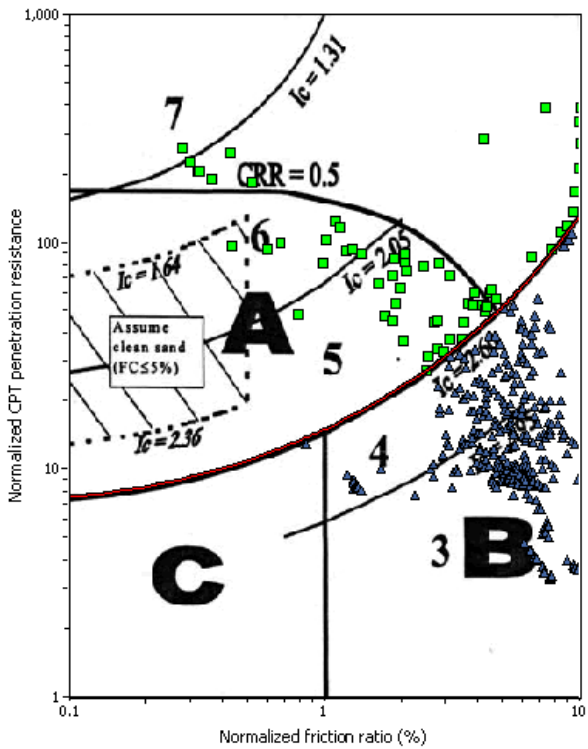 1,000
Ic = 1.31
7
CRR = 0.5
6
Ic = 2.05
100
Ic = 1.64
A
Assume
clean sand
(FC≤5%)
5
Ic = 2.6
Ic = 2.36
4
10
3
B
C
1
0.1
1
10
Normalized CPT penetration resistance
Normalized friction ratio (%)